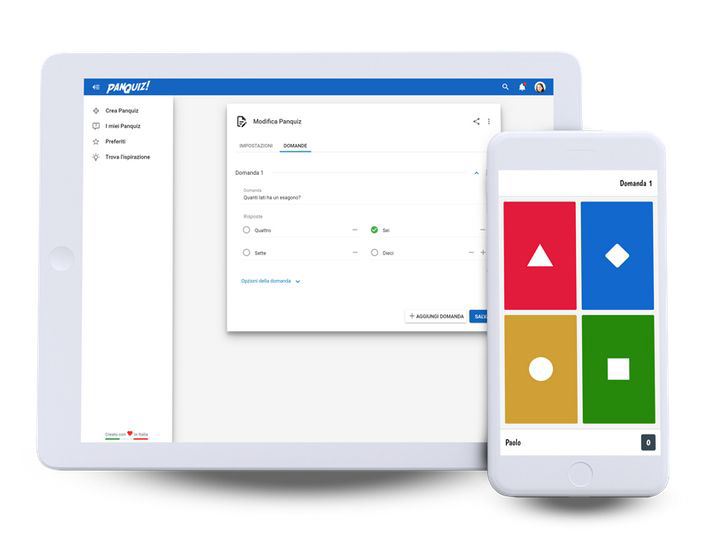 PANQUIZ!
Crea Panquiz
I miei Panquiz
Preferiti
Trova l'ispirazione
Creato con in Italia
Modifica Panquiz
IMPOSTAZIONI DOMANDE
Domanda 1
Domanda
Quanti lati ha un esagono?
Risposte
Quattro Sei
Sette Dieci
Opzioni della domanda
AGGIUNGI DOMANDA SALV
Domanda 1
Paolo 0